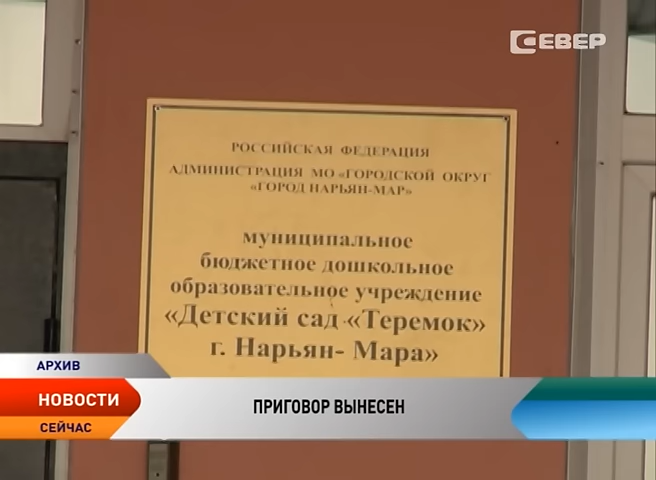 СЕВЕР
РОССИЙСКАЯ ФЕДЕРАЦИЯ
АДМИНИСТРАЦИЯ МО «ГОРОДСКОЙ ОКРУГ
«ГОРОД НАРЬЯН-МАР»
муниципальное
бюджетное дошкольное
образовательное учреждение
«Детский сад «Теремок»
г. Нарьян- Мара»
АРХИВ
НОВОСТИ
СЕЙЧАС
ПРИГОВОР ВЫНЕСЕН